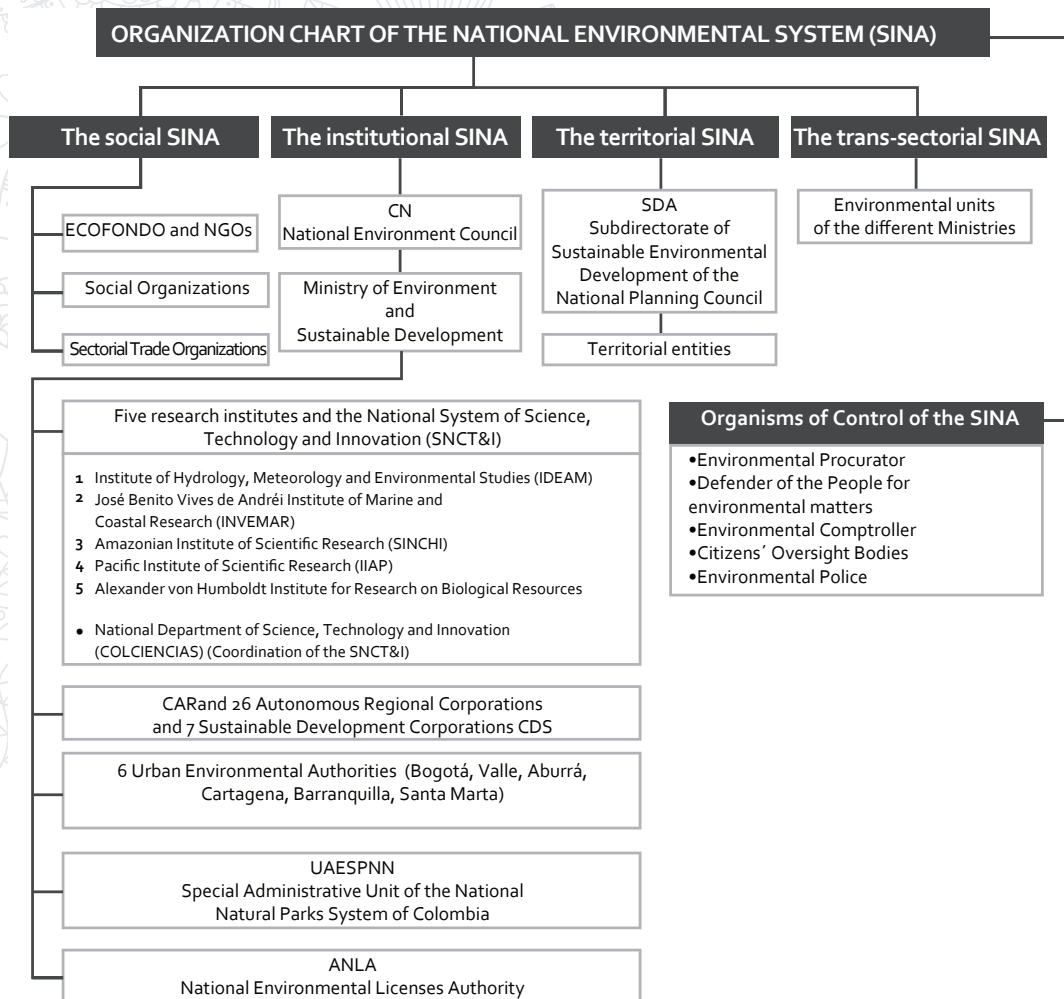 ORGANIZATION CHART OF THE NATIONAL ENVIRONMENTAL SYSTEM (SINA)
The social SINA
ECOFONDO and NGOs
Social Organizations
Sectorial Trade Organizations
The institutional SINA
CN
National Environment Council
Ministry of Environment
and
Sustainable Development
The territorial SINA
SDA
Subdirectorate of
Sustainable Environmental
Development of the
National Planning Council
Territorial entities
The trans-sectorial SINA
Environmental units
of the different Ministries
Five research institutes and the National System of Science,
Technology and Innovation (SNCT&I)
1 Institute of Hydrology, Meteorology and Environmental Studies (IDEAM)
2 José Benito Vives de Andréi Institute of Marine and
Coastal Research (INVEMAR)
3 Amazonian Institute of Scientific Research (SINCHI)
4 Pacific Institute of Scientific Research (IIAP)
5 Alexander von Humboldt Institute for Research on Biological Resources
• National Department of Science, Technology and Innovation
(COLCIENCIAS) (Coordination of the SNCT&I)
CARand 26 Autonomous Regional Corporations
and 7 Sustainable Development Corporations CDS
6 Urban Environmental Authorities (Bogotá, Valle, Aburrá,
Cartagena, Barranquilla, Santa Marta)
UAESPNN
Special Administrative Unit of the National
Natural Parks System of Colombia
ANLA
National Environmental Licenses Authority
Organisms of Control of the SINA
•Environmental Procurator
•Defender of the People for
environmental matters
•Environmental Comptroller
•Citizens´ Oversight Bodies
•Environmental Police